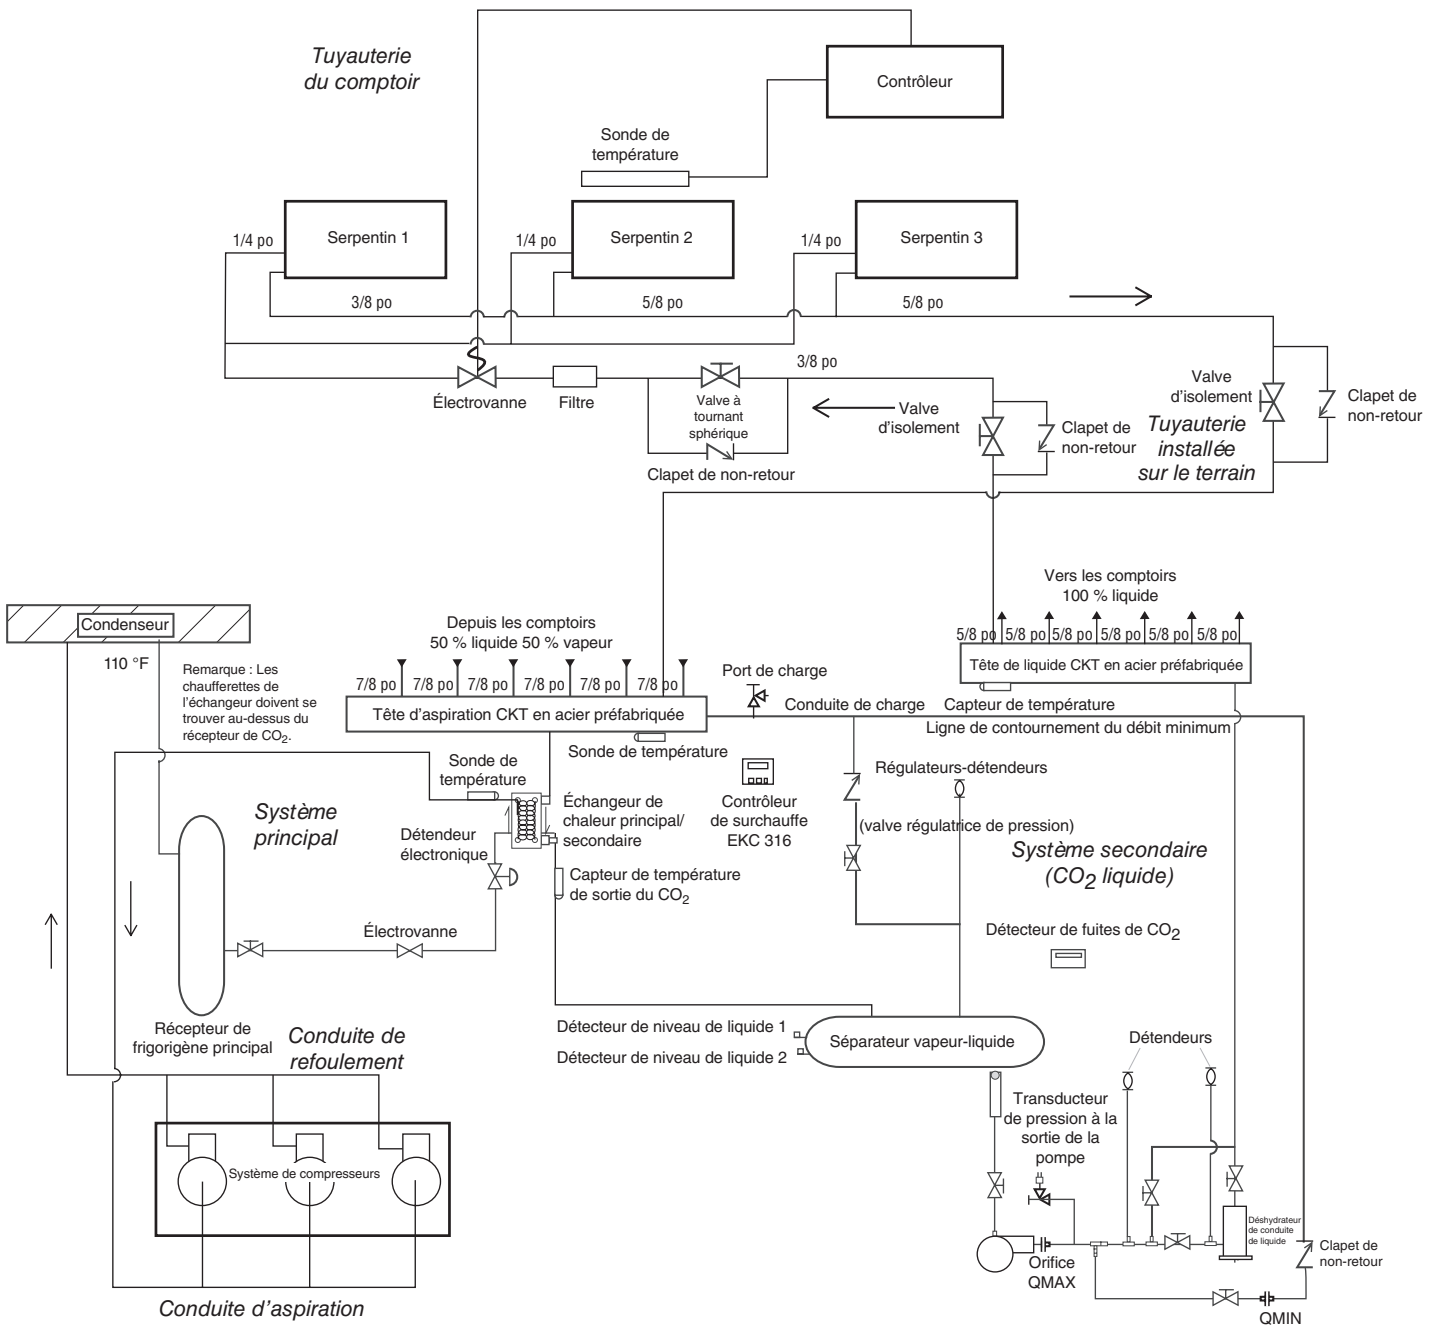 Tuyauterie
du comptoir
Contrôleur
Sonde de
température
1/4 po
Serpentin 1
1/4 po
Serpentin 2
1/4 po
Serpentin 3
3/8 po
5/8 po
5/8 po
3/8 po
Électrovanne
Filtre
Valve à
tournant
sphérique
Clapet de non-retour
Valve
d'isolement
Clapet de
non-retour
Valve
d'isolement
Clapet de
non-retour
Tuyauterie
installée
sur le terrain
Vers les comptoirs
100 % liquide
5/8 po 5/8 po 5/8 po 5/8 po 5/8 po 5/8 po
Tête de liquide CKT en acier préfabriquée
Condenseur
110 °F
Remarque : Les
chaufferettes de
l'échangeur doivent se
trouver au-dessus du
récepteur de CO2.
Depuis les comptoirs
50 % liquide 50 % vapeur
7/8 po 7/8 po 7/8 po 7/8 po 7/8 po 7/8 po
Tête d'aspiration CKT en acier préfabriquée
Port de charge
Conduite de charge
Capteur de température
Ligne de contournement du débit minimum
Sonde de température
Sonde de
température
Système
principal
Détendeur
électronique
Échangeur de
chaleur principal/
secondaire
Contrôleur
de surchauffe
EKC 316
Régulateurs-détendeurs
(valve régulatrice de pression)
Système secondaire
(CO2 liquide)
Capteur de température
de sortie du CO2
Électrovanne
Détecteur de fuites de CO2
Récepteur de
frigorigène principal
Conduite de
refoulement
Détecteur de niveau de liquide 1
Détecteur de niveau de liquide 2
Séparateur vapeur-liquide
Détendeurs
Transducteur
de pression à la
sortie de la
pompe
Système de compresseurs
Déshydrateur
de conduite
de liquide
Orifice
QMAX
Clapet de
non-retour
QMIN
Conduite d'aspiration